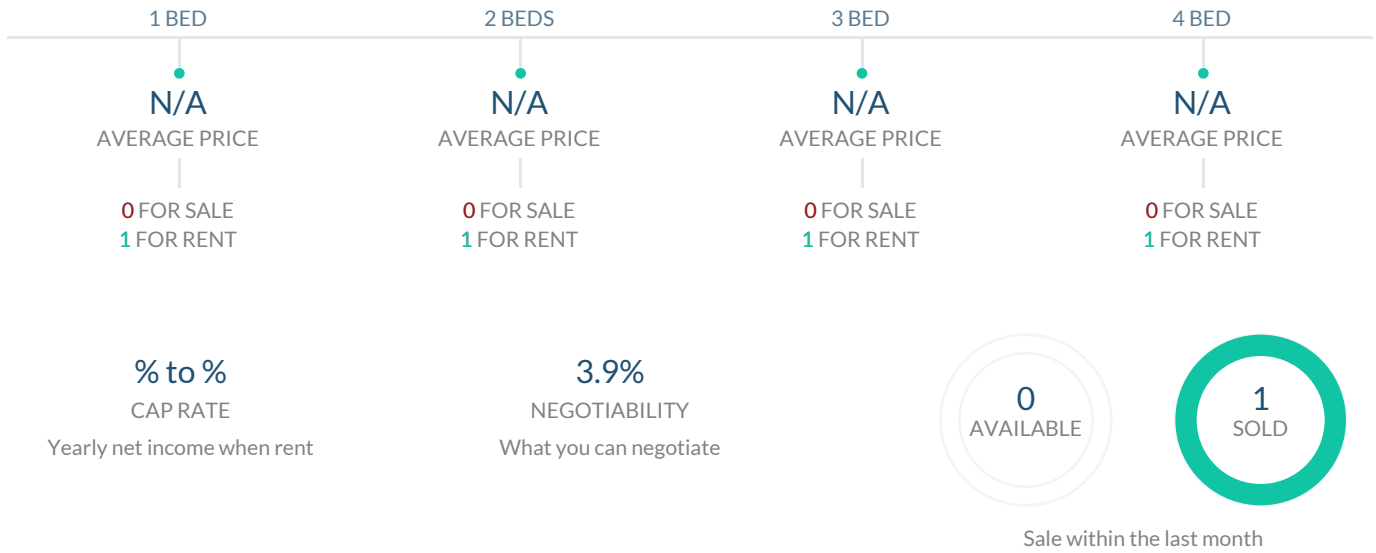 1 BED
2 BEDS
3 BED
4 BED
N/A
N/A
N/A
N/A
AVERAGE PRICE
AVERAGE PRICE
AVERAGE PRICE
AVERAGE PRICE
0 FOR SALE
0 FOR SALE
0 FOR SALE
0 FOR SALE
1 FOR RENT
1 FOR RENT
1 FOR RENT
1 FOR RENT
% to %
CAP RATE
Yearly net income when rent
3.9%
NEGOTIABILITY
What you can negotiate
0
AVAILABLE
1
SOLD
Sale within the last month